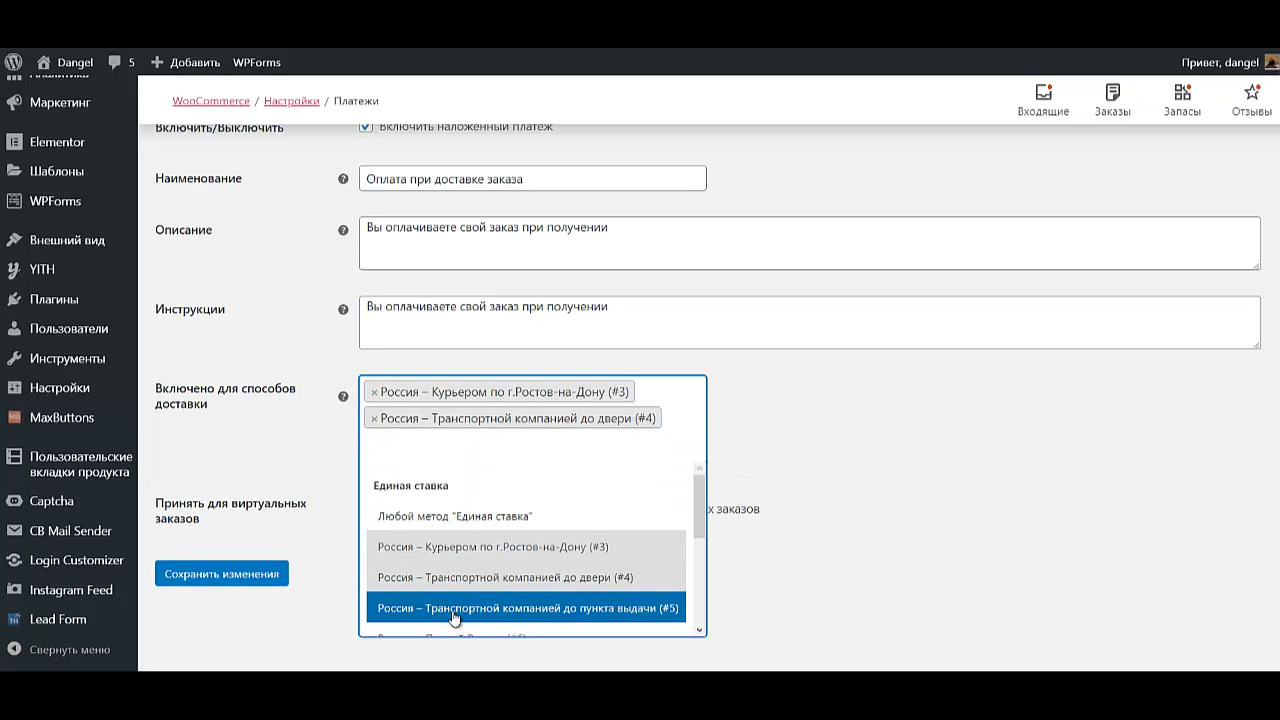 Dangel
5
Добавить
WPForms
Привет, dangel
Аналитика
Маркетинг
Elementor
Шаблоны
WPForms
Внешний вид
YITH
Плагины
Пользователи
Инструменты
Настройки
MaxButtons
Пользовательские
вкладки продукта
Captcha
CB Mail Sender
Login Customizer
Instagram Feed
Lead Form
Свернуть меню
WooCommerce / Настройки / Платежи
Входящие
Заказы
Запасы
Отзывы
Включить/Выключить
Включить наложенный платеж
Наименование
Оплата при доставке заказа
Описание
Вы оплачиваете свой заказ при получении
Инструкции
Вы оплачиваете свой заказ при получении
Включено для способов
доставки
× Россия – Курьером по г.Ростов-на-Дону (#3)
× Россия – Транспортной компанией до двери (#4)
Единая ставка
Любой метод "Единая ставка"
Россия – Курьером по г.Ростов-на-Дону (#3)
Россия – Транспортной компанией до двери (#4)
Россия – Транспортной компанией до пункта выдачи (#5)
Принять для виртуальных
заказов
х заказов
Сохранить изменения